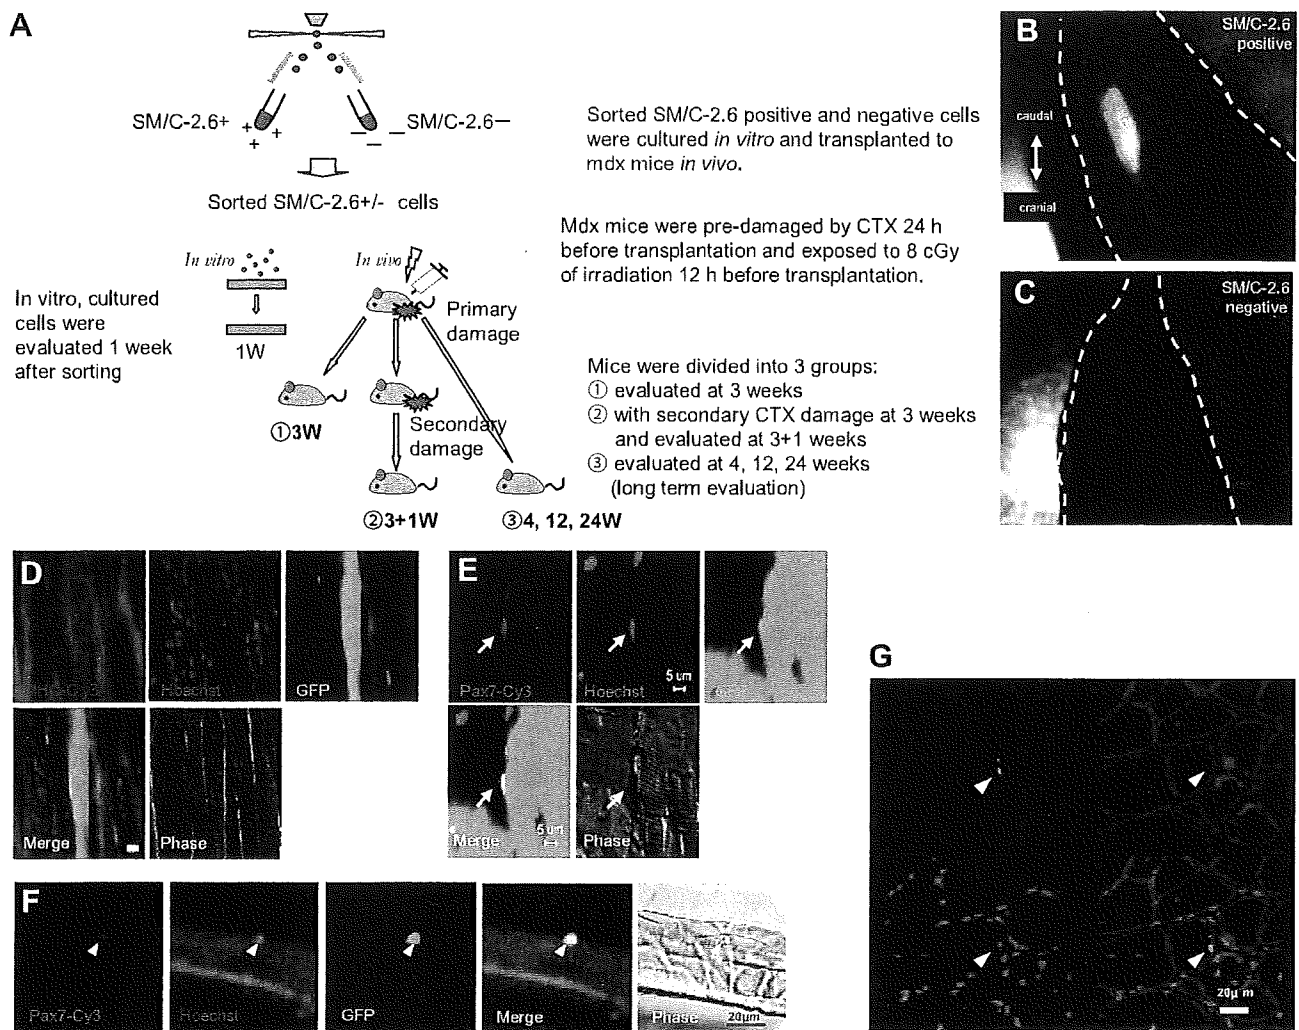 A
SM/C-2.6+
SM/C-2.6—
Sorted SM/C-2.6+/- cells
Sorted SM/C-2.6 positive and negative cells
were cultured in vitro and transplanted to
mdx mice in vivo.
Mdx mice were pre-damaged by CTX 24 h
before transplantation and exposed to 8 cGy
of irradiation 12 h before transplantation.
In vitro
In vivo
In vitro, cultured
cells were
evaluated 1 week
after sorting
1W
Primary
damage
Secondary
damage
①3W
②3+1W
③4, 12, 24W
Mice were divided into 3 groups:
① evaluated at 3 weeks
② with secondary CTX damage at 3 weeks
and evaluated at 3+1 weeks
③ evaluated at 4, 12, 24 weeks
(long term evaluation)
B
SM/C-2.6
positive
caudal
cranial
C
SM/C-2.6
negative
D
Hoechst
GFP
Merge
Phase
E
Pax7-Cy3
Hoechst
5 um
Merge
5 um
Phase
F
Pax7-Cy3
Hoechst
GFP
Merge
Phase
20µm
G
20µm